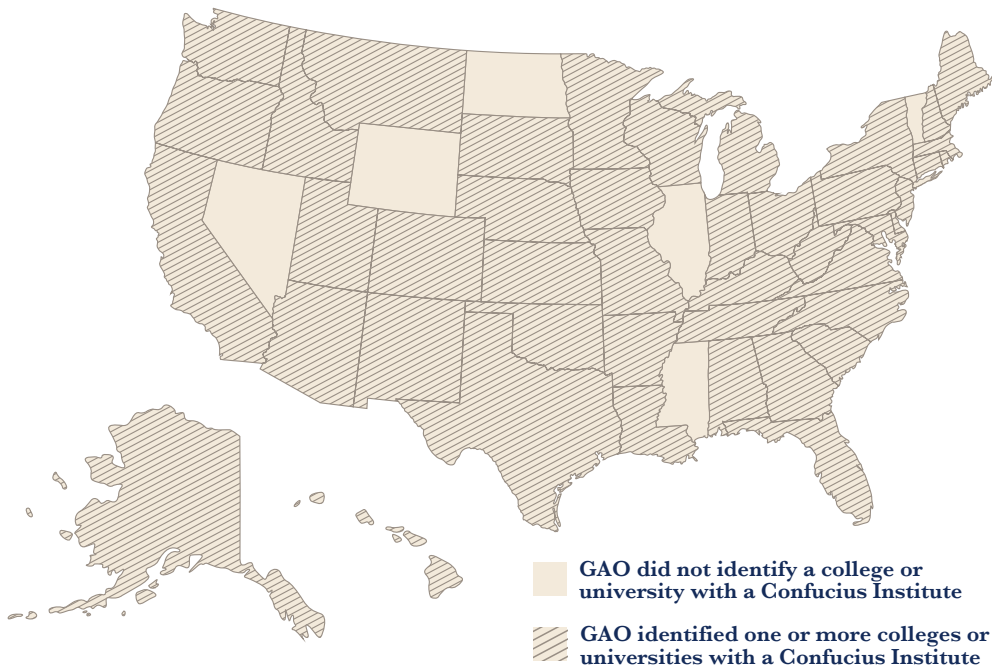 GAO did not identify a college or
university with a Confucius Institute
GAO identified one or more colleges or
universities with a Confucius Institute